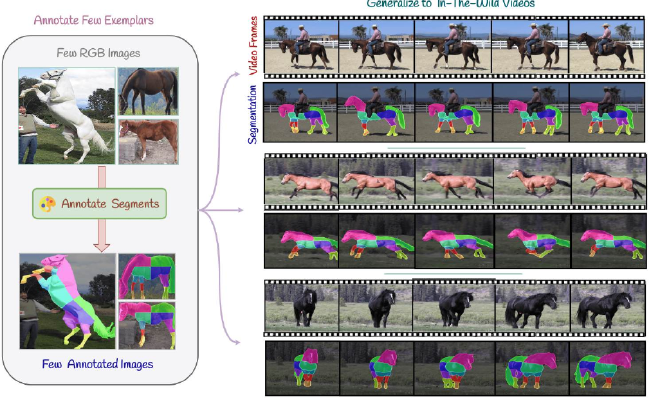 Annotate Few Exemplars
Generalize to In-The-Wild Videos
Few RGB Images
Video Frames
Segmentation
Annotate Segments
Few Annotated Images